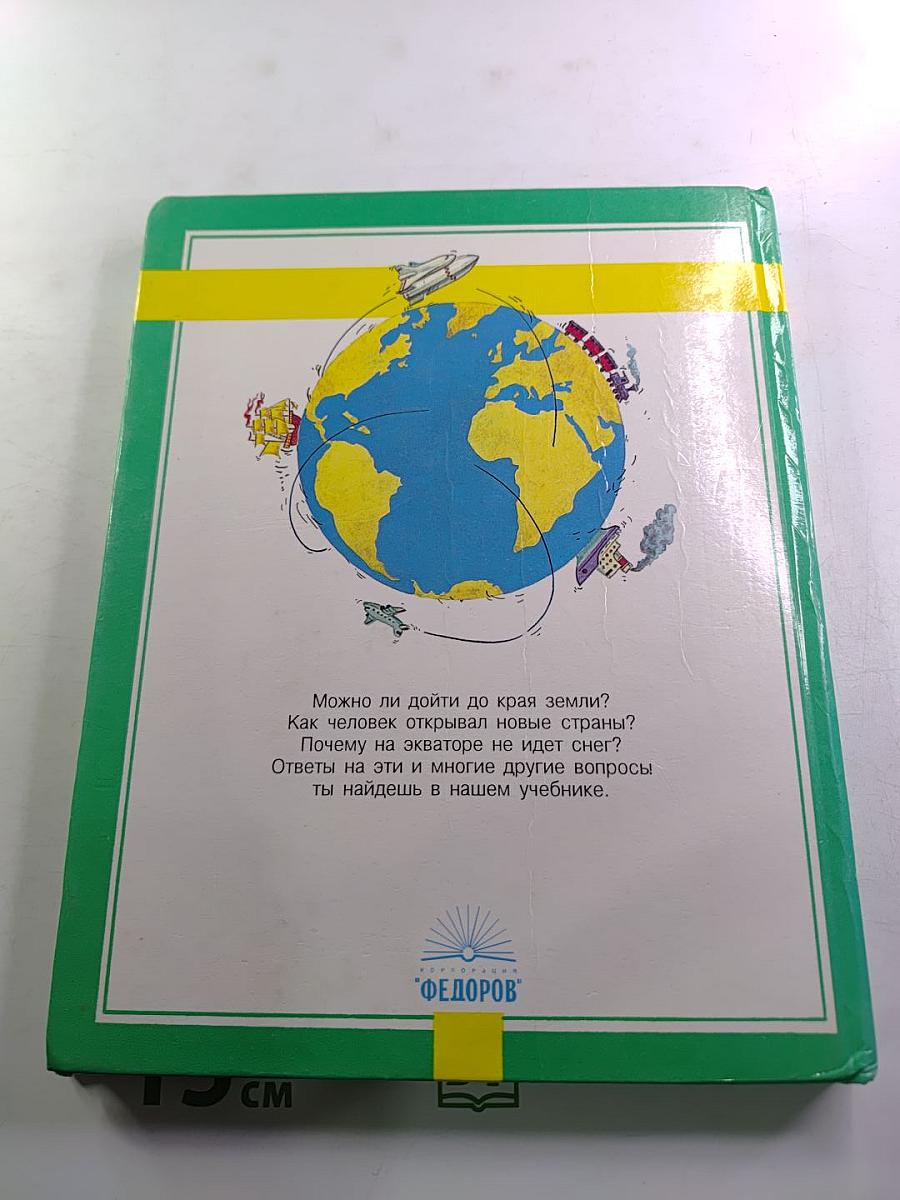 Можно ли дойти до края земли?
Как человек открывал новые страны?
Почему на экваторе не идет снег?
Ответы на эти и многие другие вопросы
ты найдешь в нашем учебнике.
КОРПОРАЦИЯ
"ФЕДОРОВ"
см